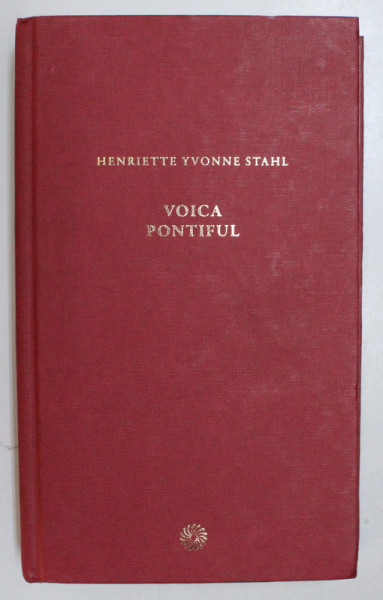 HENRIETTE YVONNE STAHL
VOICA
PONTIFUL